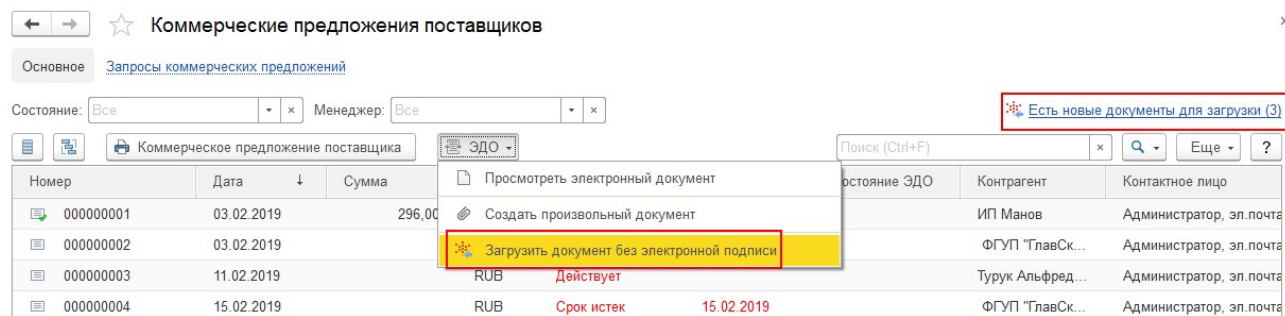 Коммерческие предложения поставщиков
Основное Запросы коммерческих предложений
Состояние: Все Менеджер: Все
Есть новые документы для загрузки (3)
Коммерческое предложение поставщика ЭДО Поиск (Ctrl+F) Еще ?
Номер Дата Сумма остояние ЭДО Контрагент Контактное лицо
Просмотреть электронный документ
000000001 03.02.2019 296,00 ИП Манов Администратор, эл.почта
Создать произвольный документ
000000002 03.02.2019 ФГУП "ГлавСк... Администратор, эл.почта
Загрузить документ без электронной подписи
000000003 11.02.2019 RUB Действует Турук Альфред... Администратор, эл.почта
000000004 15.02.2019 RUB Срок истек 15.02.2019 ФГУП "ГлавСк... Администратор, эл.почта